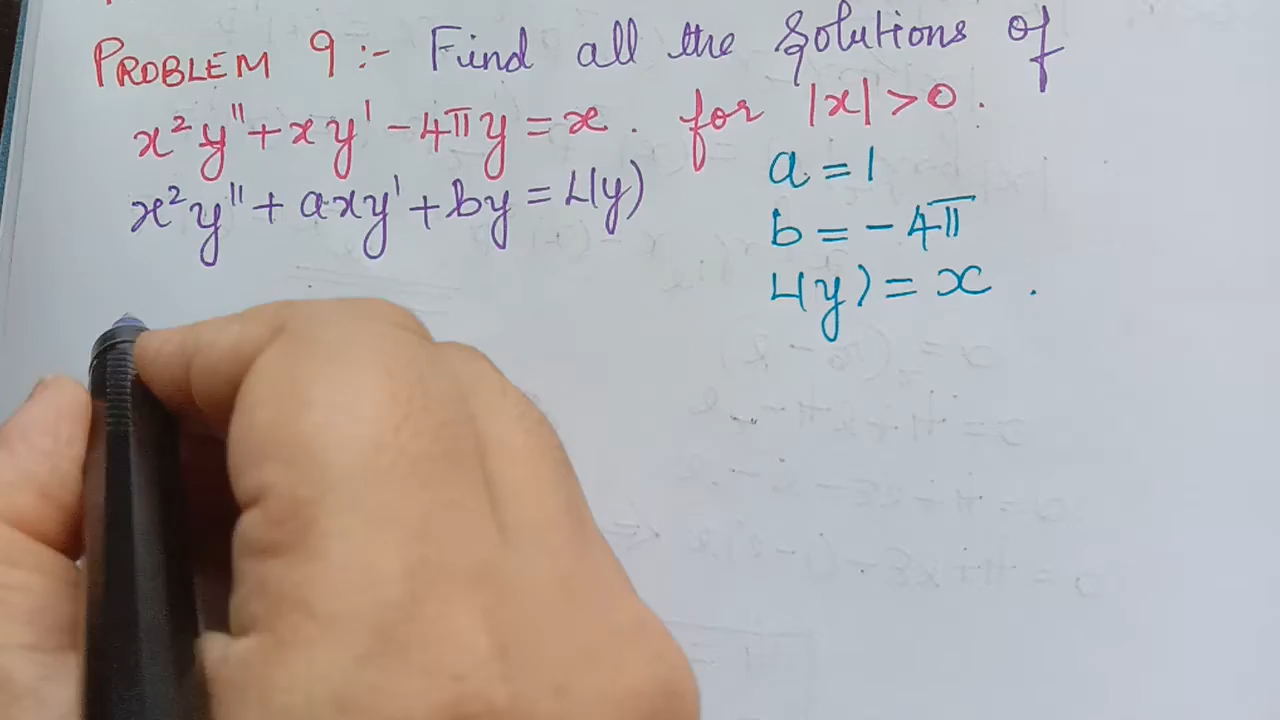 PROBLEM 9:- Find all the Solutions of
x²y'' + xy' - 4πy = x. for |x| > 0.
x²y'' + axy' + by = L(y)
a = 1
b = -4π
L(y) = x.